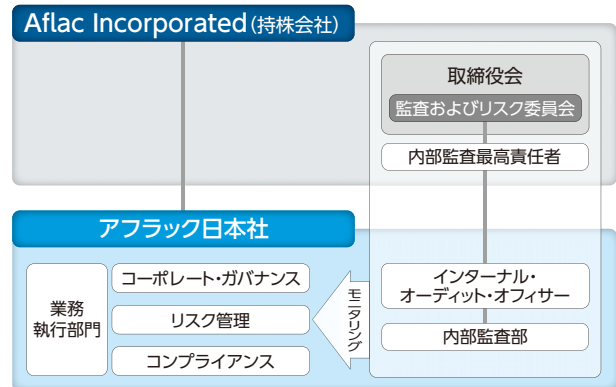 Aflac Incorporated（持株会社）
取締役会
監査およびリスク委員会
内部監査最高責任者
アフラック日本社
業務
執行部門
コーポレート・ガバナンス
リスク管理
コンプライアンス
モニタリング
インターナル・
オーディット・オフィサー
内部監査部